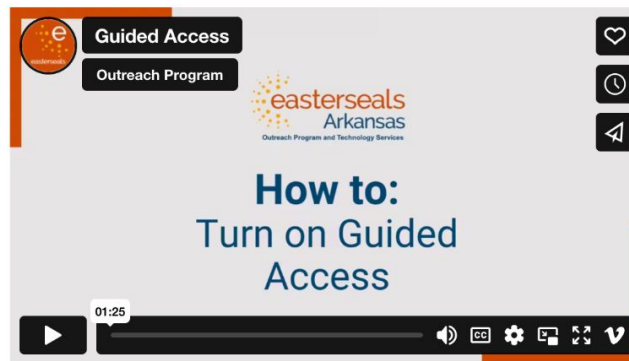 Guided Access
Outreach Program
e
easterseals
easterseals
Arkansas
Outreach Program and Technology Services
How to:
Turn on Guided
Access
01:25
CC